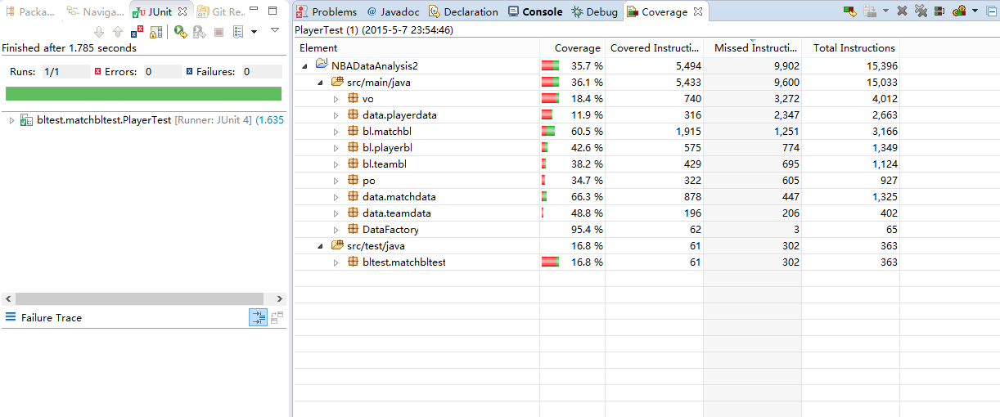 Packa... Naviga... JUnit Git Re...
Finished after 1.785 seconds
Runs: 1/1 Errors: 0 Failures: 0
bltest.matchbltest.PlayerTest [Runner: JUnit 4] (1.635
Failure Trace
Problems @ Javadoc Declaration Console Debug Coverage
PlayerTest (1) (2015-5-7 23:54:46)
Element Coverage Covered Instructi... Missed Instructi... Total Instructions
NBADataAnalysis2 35.7 % 5,494 9,902 15,396
src/main/java 36.1 % 5,433 9,600 15,033
vo 18.4 % 740 3,272 4,012
data.playerdata 11.9 % 316 2,347 2,663
bl.matchbl 60.5 % 1,915 1,251 3,166
bl.playerbl 42.6 % 575 774 1,349
bl.teambl 38.2 % 429 695 1,124
po 34.7 % 322 605 927
data.matchdata 66.3 % 878 447 1,325
data.teamdata 48.8 % 196 206 402
DataFactory 95.4 % 62 3 65
src/test/java 16.8 % 61 302 363
bltest.matchbltest 16.8 % 61 302 363